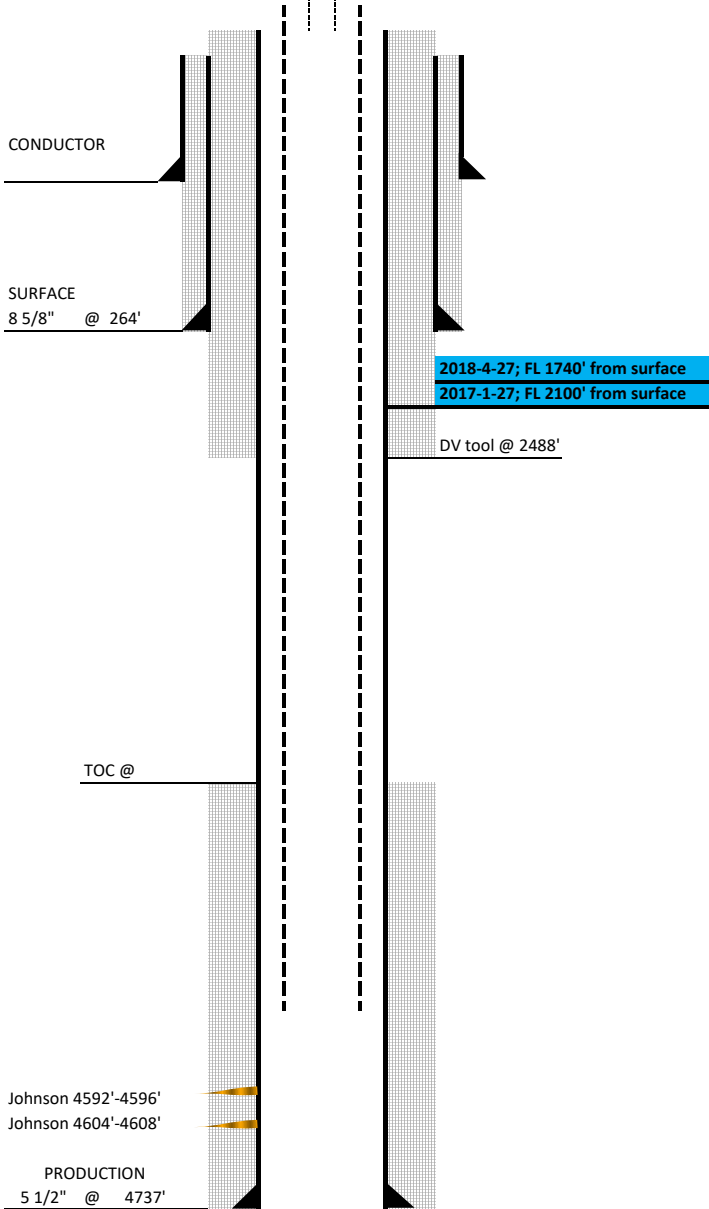 CONDUCTOR
SURFACE
8 5/8" @ 264'
2018-4-27; FL 1740' from surface
2017-1-27; FL 2100' from surface
DV tool @ 2488'
TOC @
Johnson 4592'-4596'
Johnson 4604'-4608'
PRODUCTION
5 1/2" @ 4737'